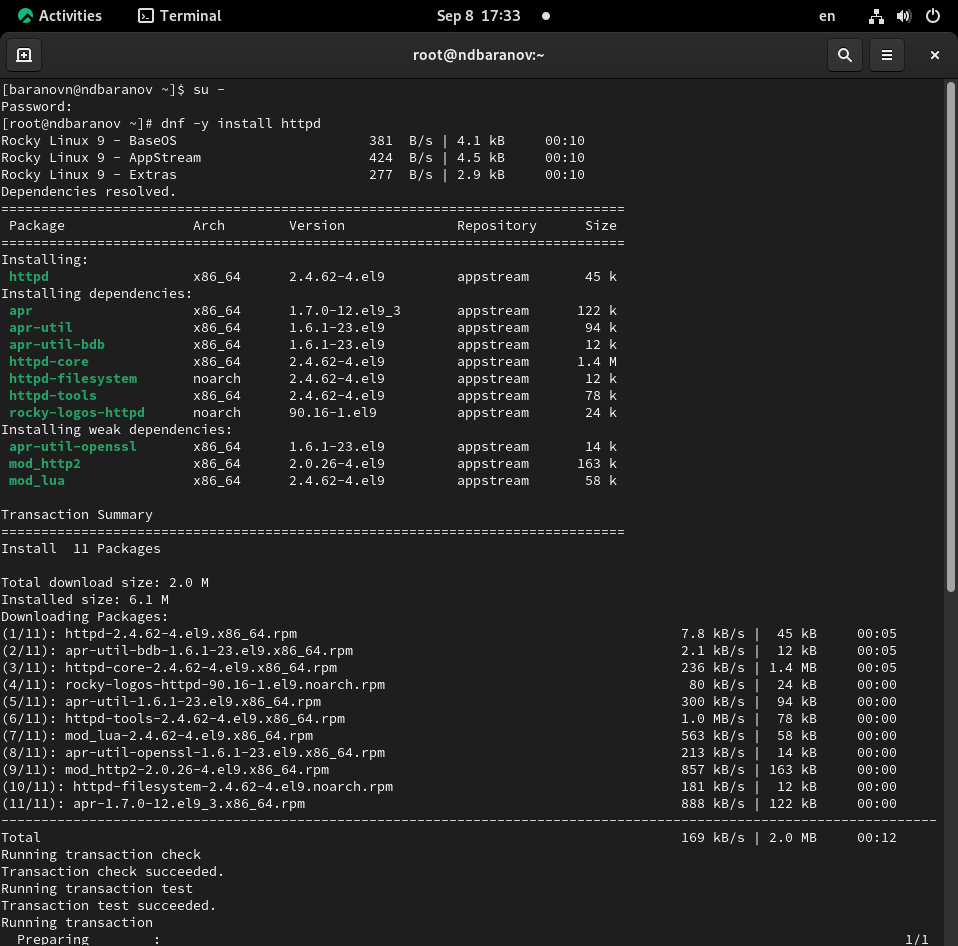 Activities Terminal Sep 8 17:33 en
root@ndbaranov:~
[baranovn@ndbaranov ~]$ su -
Password:
[root@ndbaranov ~]# dnf -y install httpd
Rocky Linux 9 - BaseOS 381 B/s | 4.1 kB 00:10
Rocky Linux 9 - AppStream 424 B/s | 4.5 kB 00:10
Rocky Linux 9 - Extras 277 B/s | 2.9 kB 00:10
Dependencies resolved.
==============================================================================
Package Arch Version Repository Size
==============================================================================
Installing:
httpd x86_64 2.4.62-4.el9 appstream 45 k
Installing dependencies:
apr x86_64 1.7.0-12.el9_3 appstream 122 k
apr-util x86_64 1.6.1-23.el9 appstream 94 k
apr-util-bdb x86_64 1.6.1-23.el9 appstream 12 k
httpd-core x86_64 2.4.62-4.el9 appstream 1.4 M
httpd-filesystem noarch 2.4.62-4.el9 appstream 12 k
httpd-tools x86_64 2.4.62-4.el9 appstream 78 k
rocky-logos-httpd noarch 90.16-1.el9 appstream 24 k
Installing weak dependencies:
apr-util-openssl x86_64 1.6.1-23.el9 appstream 14 k
mod_http2 x86_64 2.0.26-4.el9 appstream 163 k
mod_lua x86_64 2.4.62-4.el9 appstream 58 k
Transaction Summary
==============================================================================
Install 11 Packages
Total download size: 2.0 M
Installed size: 6.1 M
Downloading Packages:
(1/11): httpd-2.4.62-4.el9.x86_64.rpm 7.8 kB/s | 45 kB 00:05
(2/11): apr-util-bdb-1.6.1-23.el9.x86_64.rpm 2.1 kB/s | 12 kB 00:05
(3/11): httpd-core-2.4.62-4.el9.x86_64.rpm 236 kB/s | 1.4 MB 00:05
(4/11): rocky-logos-httpd-90.16-1.el9.noarch.rpm 80 kB/s | 24 kB 00:00
(5/11): apr-util-1.6.1-23.el9.x86_64.rpm 300 kB/s | 94 kB 00:00
(6/11): httpd-tools-2.4.62-4.el9.x86_64.rpm 1.0 MB/s | 78 kB 00:00
(7/11): mod_lua-2.4.62-4.el9.x86_64.rpm 563 kB/s | 58 kB 00:00
(8/11): apr-util-openssl-1.6.1-23.el9.x86_64.rpm 213 kB/s | 14 kB 00:00
(9/11): mod_http2-2.0.26-4.el9.x86_64.rpm 857 kB/s | 163 kB 00:00
(10/11): httpd-filesystem-2.4.62-4.el9.noarch.rpm 181 kB/s | 12 kB 00:00
(11/11): apr-1.7.0-12.el9_3.x86_64.rpm 888 kB/s | 122 kB 00:00
---------------------------------------------------------------------------------------------------------------------
Total 169 kB/s | 2.0 MB 00:12
Running transaction check
Transaction check succeeded.
Running transaction test
Transaction test succeeded.
Running transaction
Preparing : 1/1